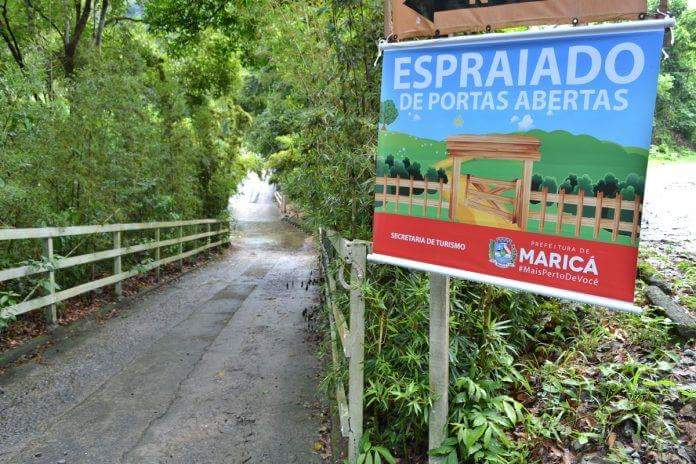 ESPRAIADO
DE PORTAS ABERTAS
SECRETARIA DE TURISMO
PREFEITURA DE
MARICÁ
#MaisPertoDeVocê